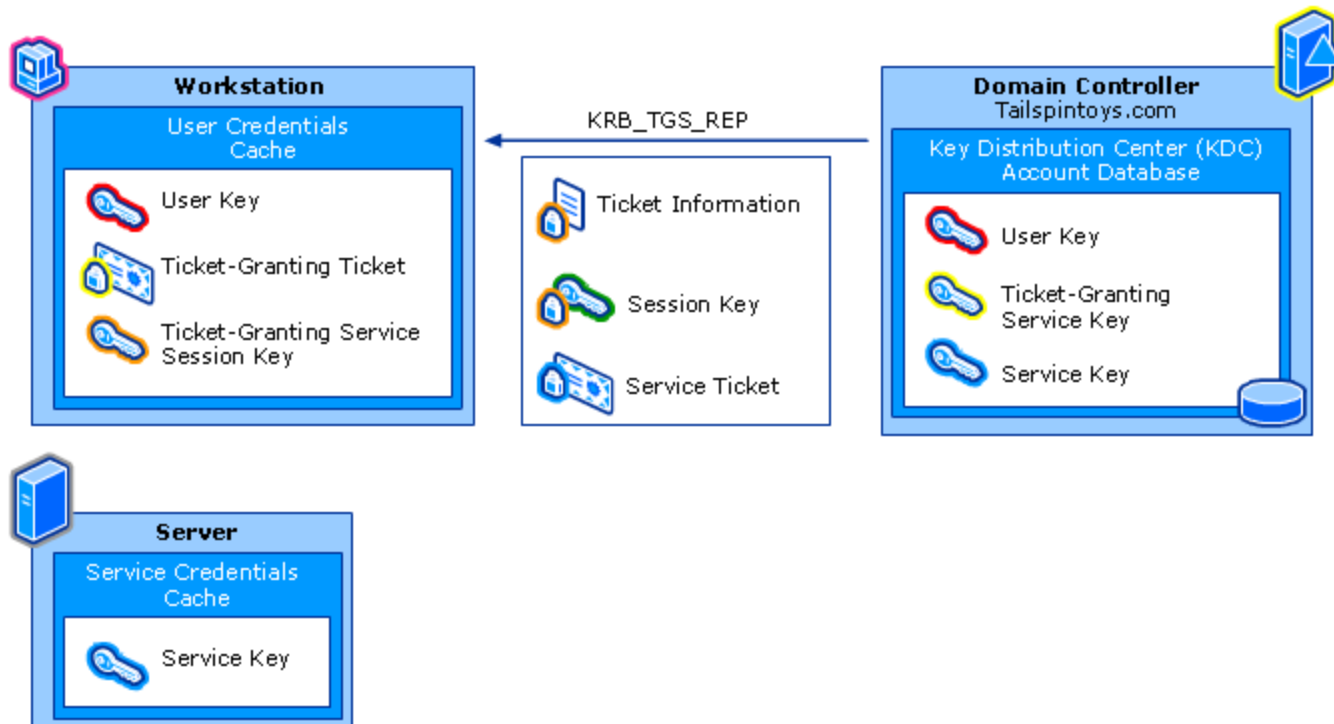 Workstation
User Credentials
Cache
User Key
Ticket-Granting Ticket
Ticket-Granting Service
Session Key
KRB_TGS_REP
Ticket Information
Session Key
Service Ticket
Domain Controller
Tailspintoys.com
Key Distribution Center (KDC)
Account Database
User Key
Ticket-Granting
Service Key
Service Key
Server
Service Credentials
Cache
Service Key